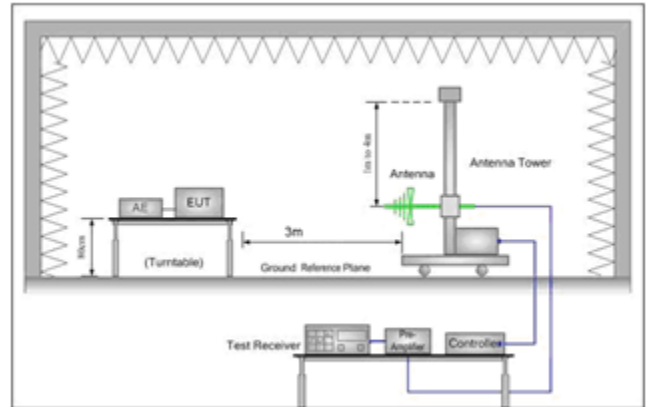 1m to 4m
Antenna
Antenna Tower
AE
EUT
80cm
(Turntable)
3m
Ground Reference Plane
Test Receiver
Pre-
Amplifier
Controller